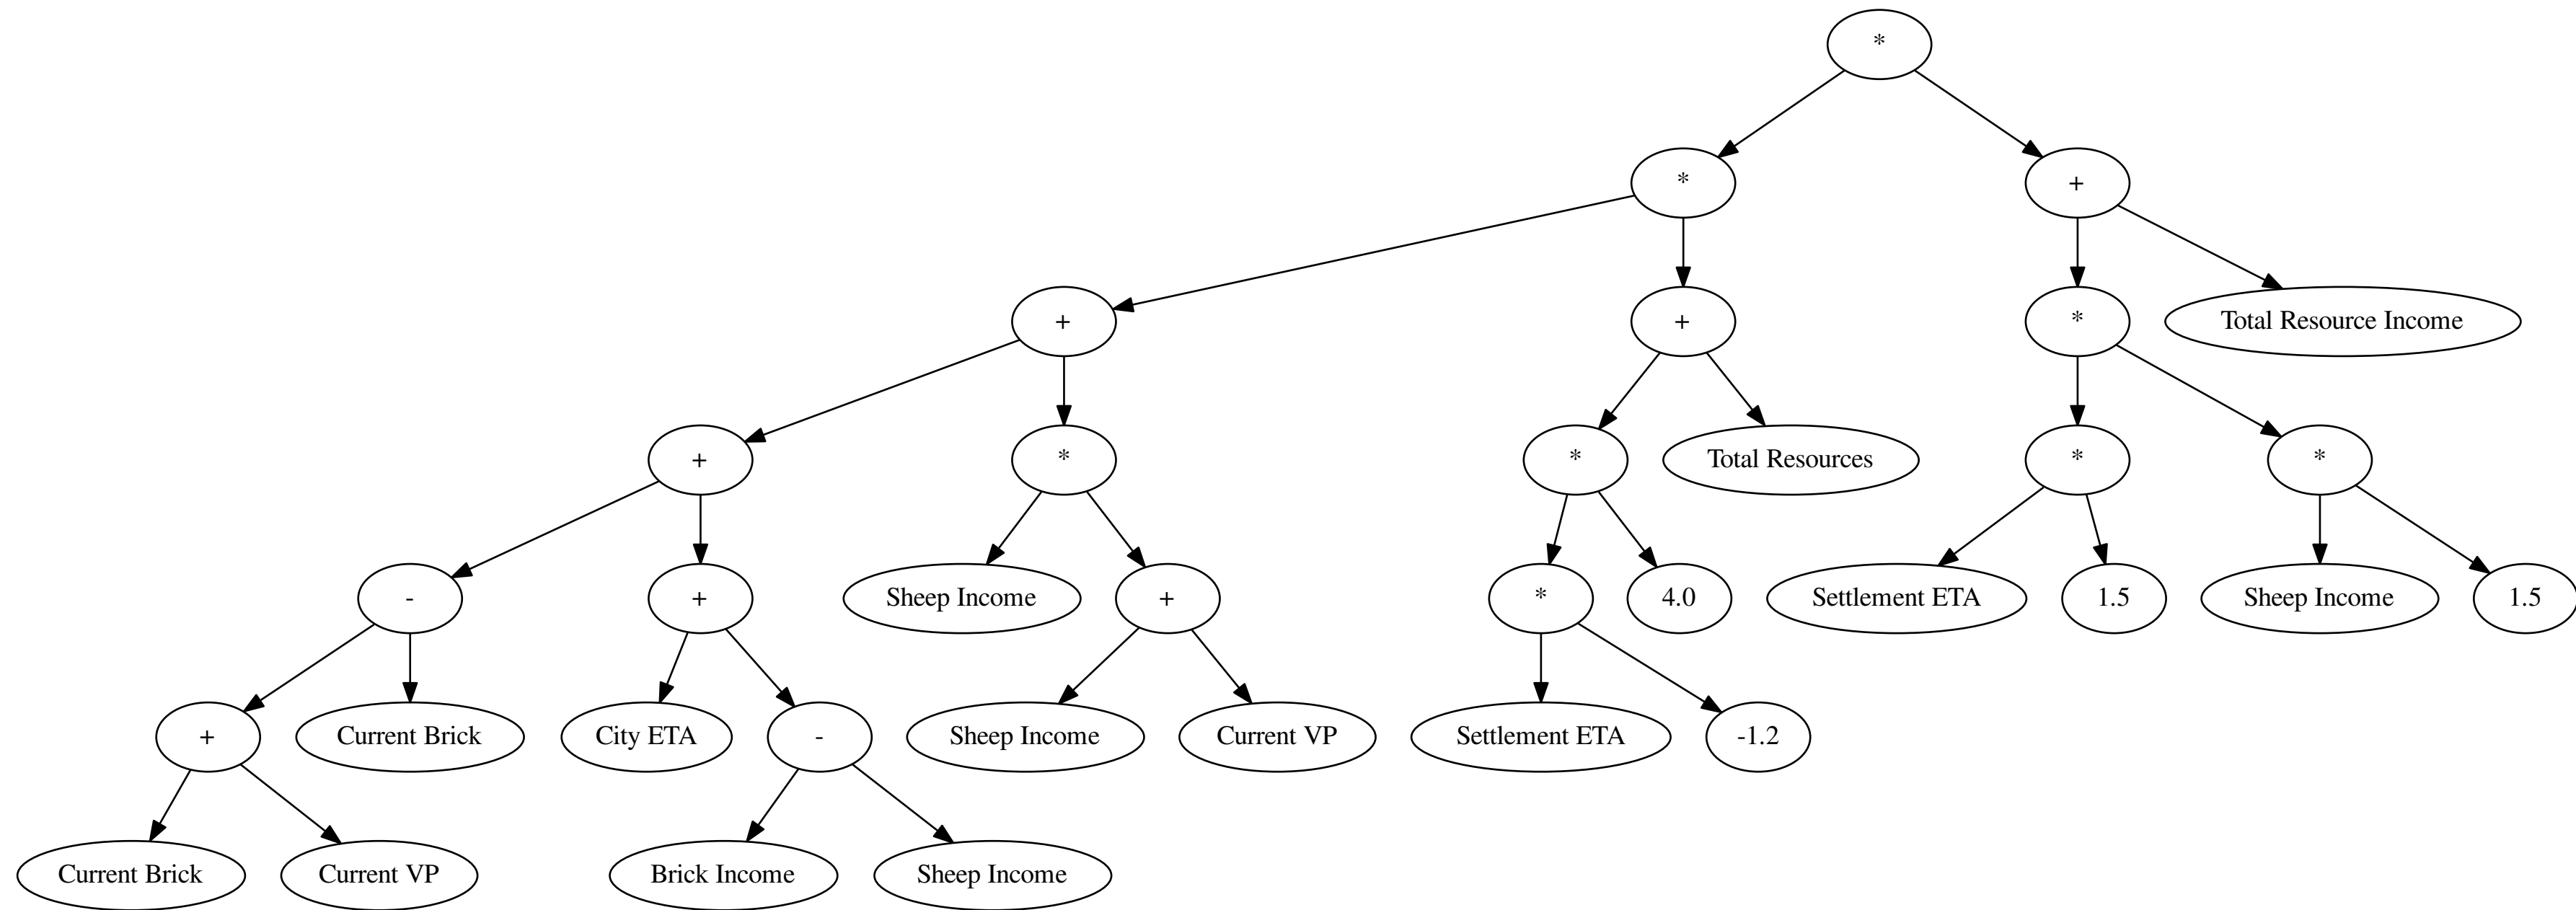 *
*
+
+
+
*
Total Resource Income
+
*
*
Total Resources
*
*
-
+
Sheep Income
+
*
4.0
Settlement ETA
1.5
Sheep Income
1.5
+
Current Brick
City ETA
-
Sheep Income
Current VP
Settlement ETA
-1.2
Current Brick
Current VP
Brick Income
Sheep Income